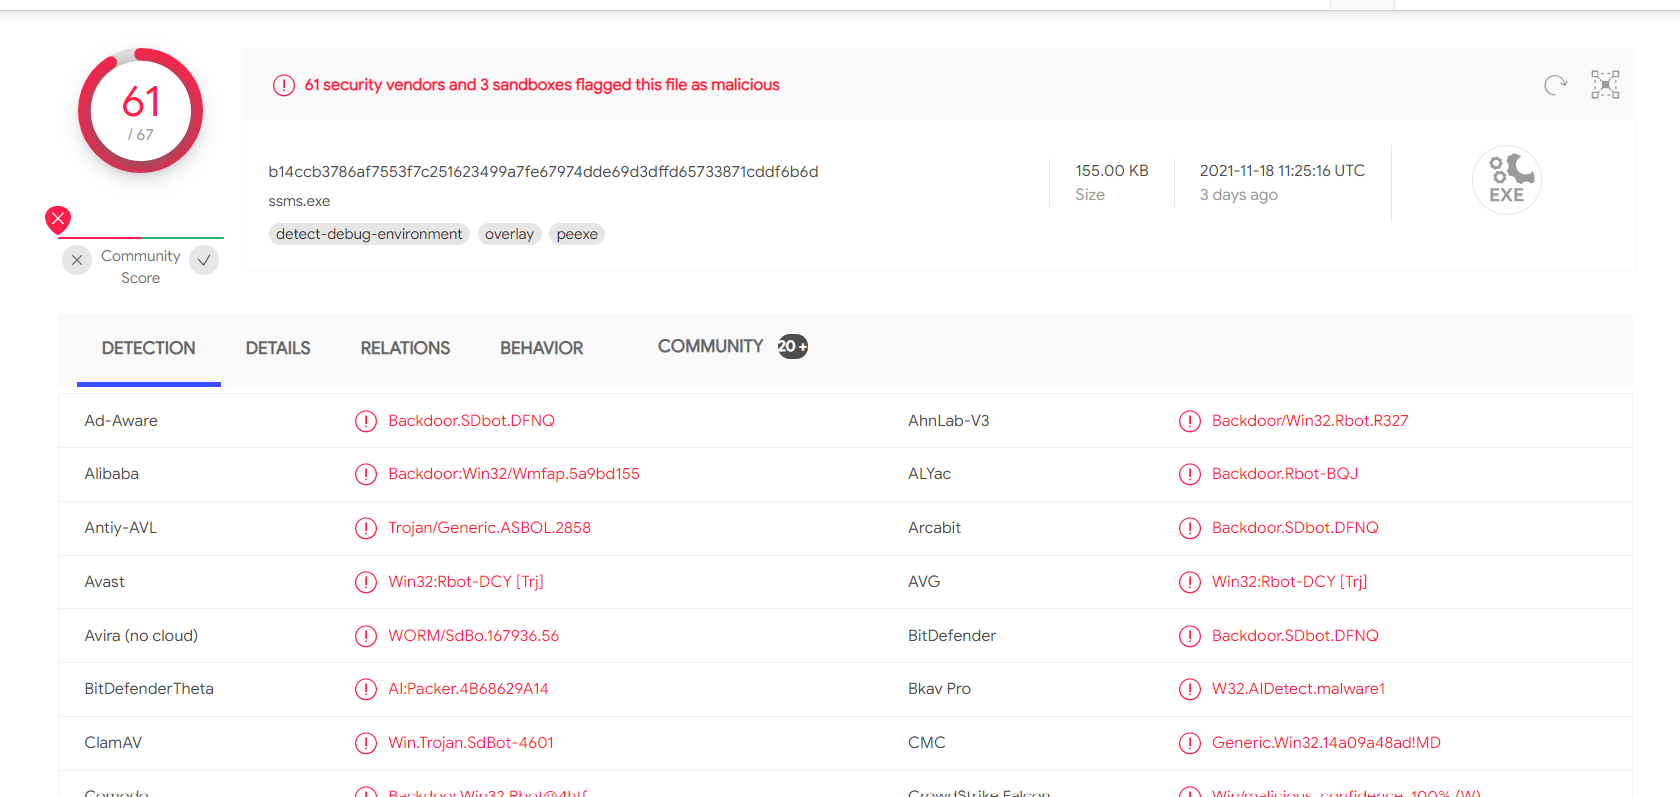 61
/ 67
61 security vendors and 3 sandboxes flagged this file as malicious
b14ccb3786af7553f7c251623499a7fe67974dde69d3dffd65733871cddf6b6d
ssms.exe
detect-debug-environment overlay peexe
155.00 KB
Size
2021-11-18 11:25:16 UTC
3 days ago
EXE
Community
Score
DETECTION DETAILS RELATIONS BEHAVIOR COMMUNITY 20+
Ad-Aware Backdoor.SDbot.DFNQ AhnLab-V3 Backdoor/Win32.Rbot.R327
Alibaba Backdoor:Win32/Wmfap.5a9bd155 ALYac Backdoor.Rbot-BQJ
Antiy-AVL Trojan/Generic.ASBOL.2858 Arcabit Backdoor.SDbot.DFNQ
Avast Win32:Rbot-DCY [Trj] AVG Win32:Rbot-DCY [Trj]
Avira (no cloud) WORM/SdBo.167936.56 BitDefender Backdoor.SDbot.DFNQ
BitDefenderTheta AI:Packer.4B68629A14 Bkav Pro W32.AIDetect.malware1
ClamAV Win.Trojan.SdBot-4601 CMC Generic.Win32.14a09a48ad!MD
Comodo CrowdStrike Falcon Win/malicious_confidence_100% (W)